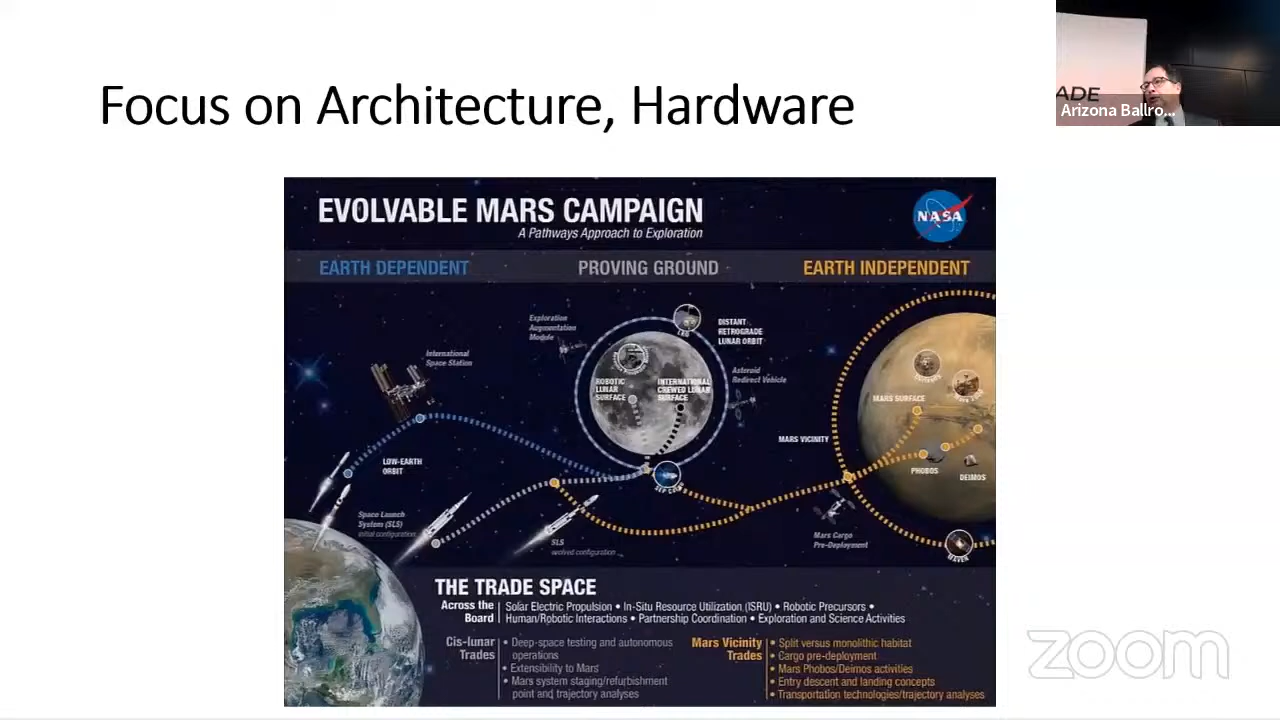 Focus on Architecture, Hardware
ADE
Arizona Ballro...
EVOLVABLE MARS CAMPAIGN
A Pathways Approach to Exploration
NASA
EARTH DEPENDENT
PROVING GROUND
EARTH INDEPENDENT
Exploration
Augmentation
Module
DISTANT
RETROGRADE
LUNAR ORBIT
International
Space Station
ROBOTIC
LUNAR
SURFACE
INTERNATIONAL
CREWED LUNAR
SURFACE
Asteroid
Redirect Vehicle
MARS SURFACE
MARS VICINITY
LOW-EARTH
ORBIT
PHOBOS
DEIMOS
Space Launch
System (SLS)
initial configuration
SLS
evolved configuration
Mars Cargo
Pre-Deployment
MAVEN
THE TRADE SPACE
Across the
Board
Solar Electric Propulsion • In-Situ Resource Utilization (ISRU) • Robotic Precursors •
Human/Robotic Interactions • Partnership Coordination • Exploration and Science Activities
Cis-lunar
Trades
• Deep-space testing and autonomous
operations
• Extensibility to Mars
• Mars system staging/refurbishment
point and trajectory analyses
Mars Vicinity
Trades
• Split versus monolithic habitat
• Cargo pre-deployment
• Mars Phobos/Deimos activities
• Entry descent and landing concepts
• Transportation technologies/trajectory analyses
zoom